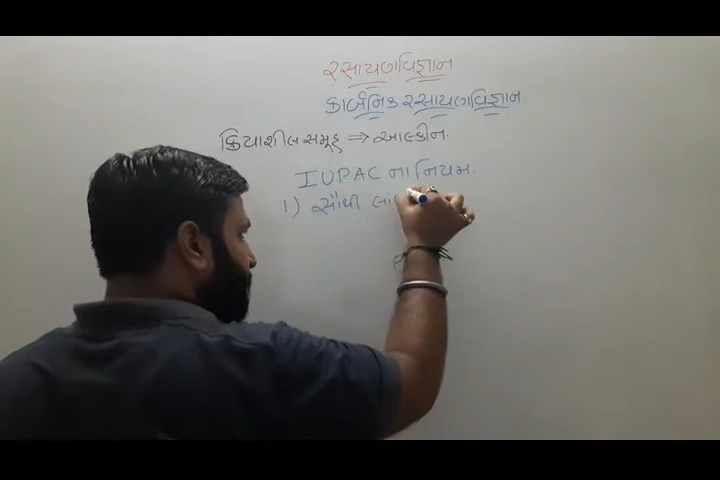 રસાયણવિજ્ઞાન
કાર્બનિક રસાયણવિજ્ઞાન
ક્રિયાશીલ સમૂહ ⇒ આલ્કીન.
IUPAC ના નિયમ.
1) સૌથી લાં